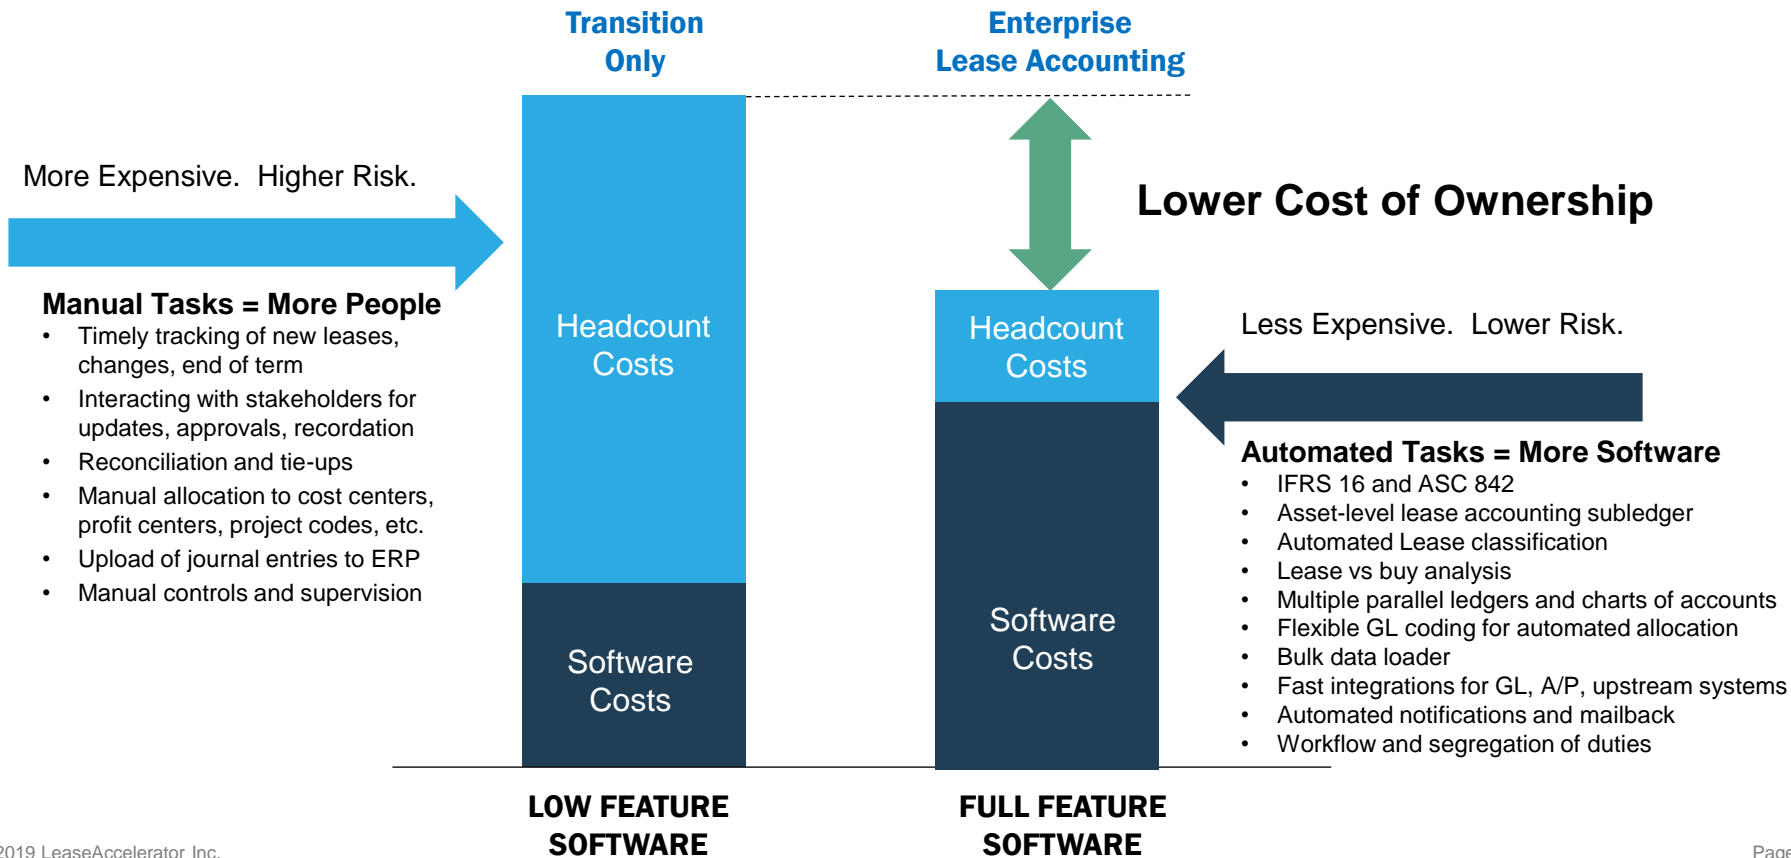 Transition
Only
Enterprise
Lease Accounting
More Expensive.  Higher Risk.
Manual Tasks = More People
• Timely tracking of new leases,
changes, end of term
• Interacting with stakeholders for
updates, approvals, recordation
• Reconciliation and tie-ups
• Manual allocation to cost centers,
profit centers, project codes, etc.
• Upload of journal entries to ERP
• Manual controls and supervision
Headcount
Costs
Software
Costs
Lower Cost of Ownership
Headcount
Costs
Software
Costs
Less Expensive.  Lower Risk.
Automated Tasks = More Software
• IFRS 16 and ASC 842
• Asset-level lease accounting subledger
• Automated Lease classification
• Lease vs buy analysis
• Multiple parallel ledgers and charts of accounts
• Flexible GL coding for automated allocation
• Bulk data loader
• Fast integrations for GL, A/P, upstream systems
• Automated notifications and mailback
• Workflow and segregation of duties
LOW FEATURE
SOFTWARE
FULL FEATURE
SOFTWARE
2019 LeaseAccelerator Inc.
Page